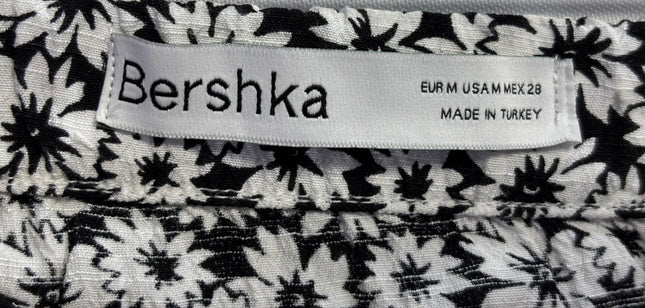 Bershka
EUR M USA M MEX 28
MADE IN TURKEY